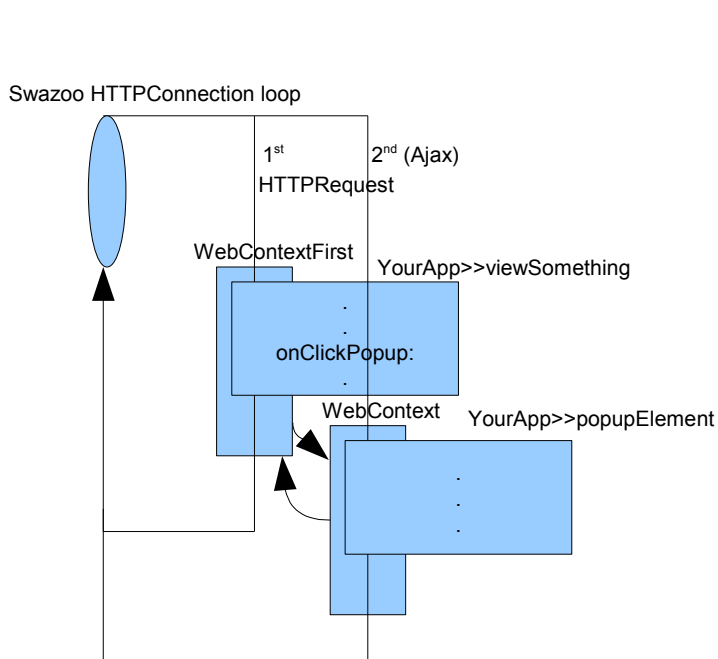 Swazoo HTTPConnection loop
1st
2nd (Ajax)
HTTPRequest
WebContextFirst
YourApp>>viewSomething
.
.
onClickPopup:
.
WebContext
YourApp>>popupElement
.
.
.